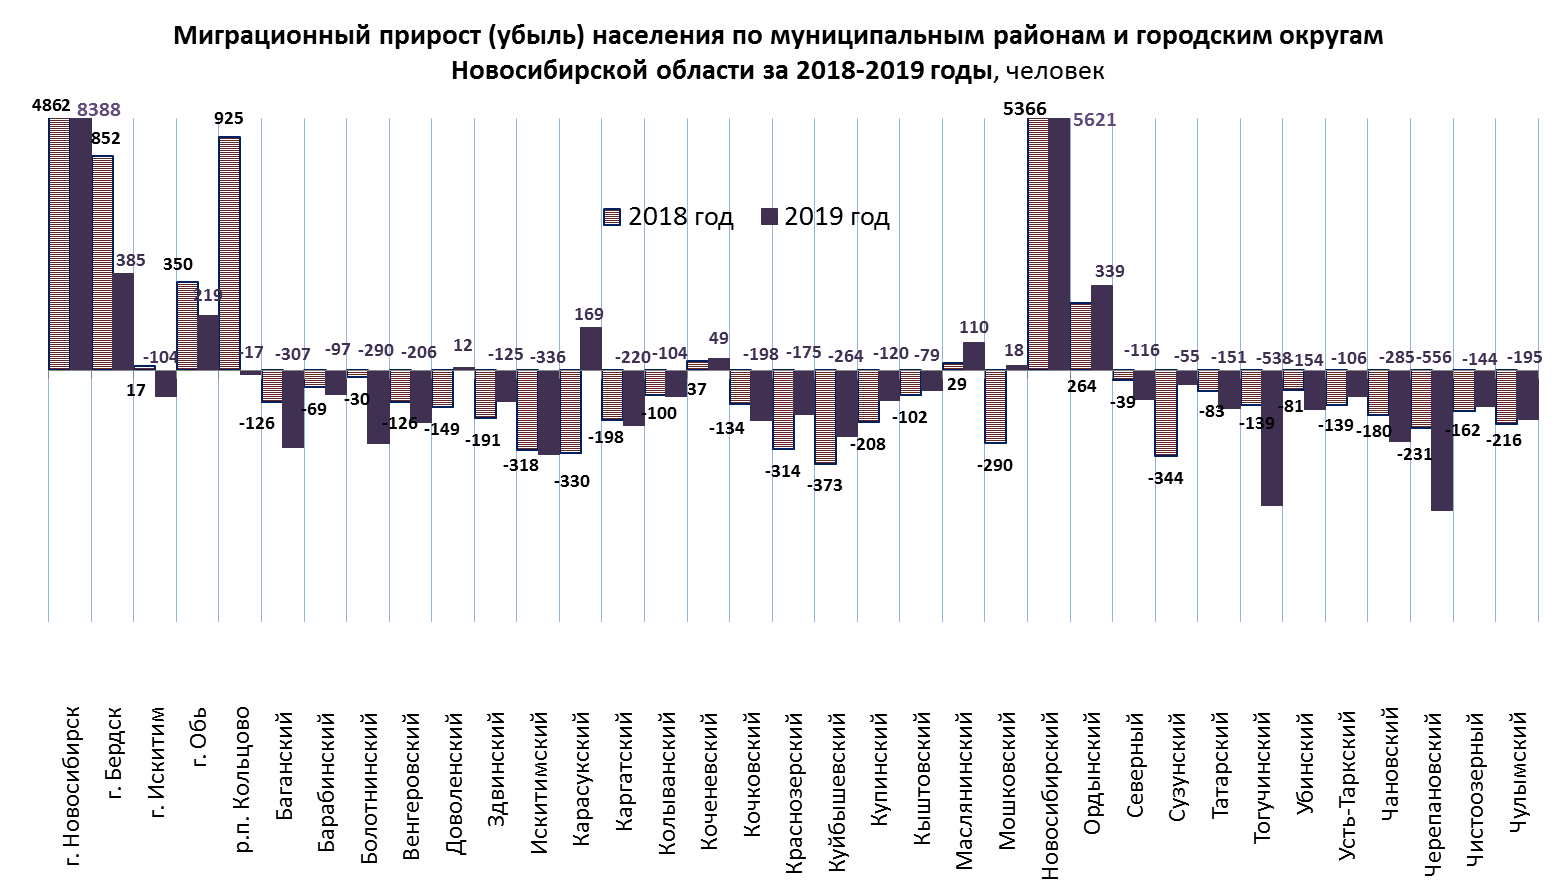 Миграционный прирост (убыль) населения по муниципальным районам и городским округам
Новосибирской области за 2018-2019 годы, человек
4862
8388
852
385
17
-104
350
219
925
-17
-126
-307
-69
-97
-30
-290
-126
-206
-149
12
-191
-125
-318
-336
-330
169
-198
-220
-100
-104
37
49
-134
-198
-314
-175
-373
-264
-208
-120
-102
-79
29
110
-290
18
5366
5621
264
339
-39
-116
-344
-55
-83
-151
-139
-538
-81
-154
-139
-106
-180
-285
-231
-556
-162
-144
-216
-195
2018 год
2019 год
г. Новосибирск
г. Бердск
г. Искитим
г. Обь
р.п. Кольцово
Баганский
Барабинский
Болотнинский
Венгеровский
Доволенский
Здвинский
Искитимский
Карасукский
Каргатский
Колыванский
Коченевский
Кочковский
Краснозерский
Куйбышевский
Купинский
Кыштовский
Маслянинский
Мошковский
Новосибирский
Ордынский
Северный
Сузунский
Татарский
Тогучинский
Убинский
Усть-Таркский
Чановский
Черепановский
Чистоозерный
Чулымский